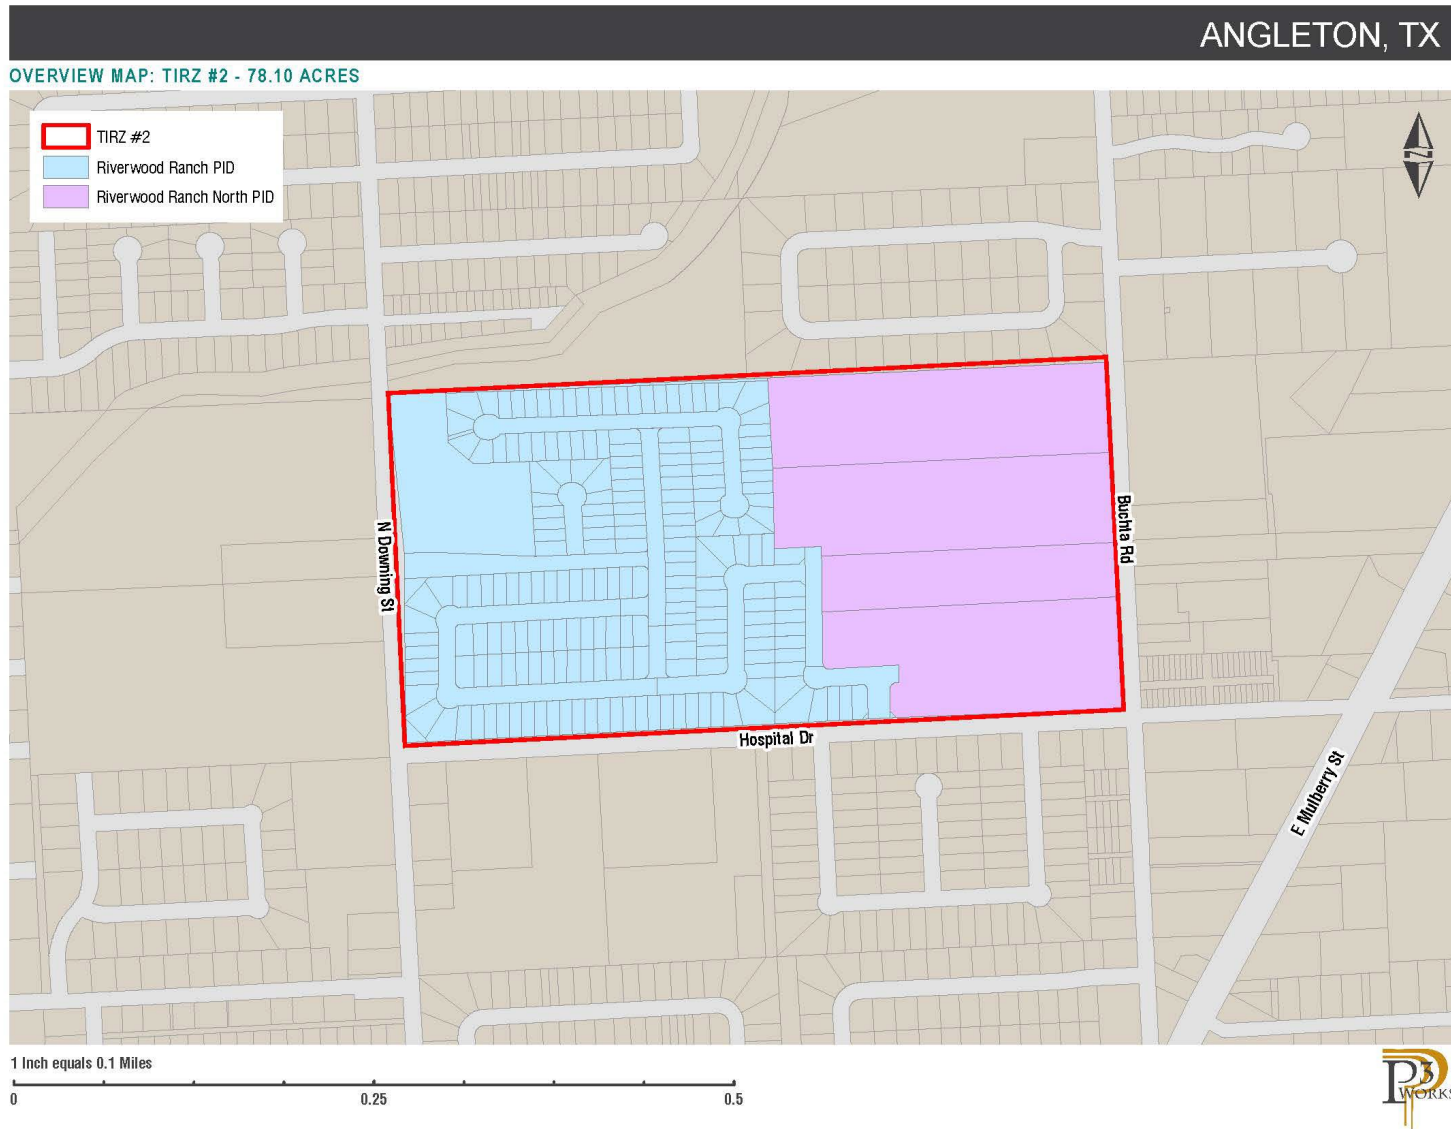 ANGLETON, TX
OVERVIEW MAP: TIRZ #2 - 78.10 ACRES
TIRZ #2
Riverwood Ranch PID
Riverwood Ranch North PID
N
N Downing St
Buchta Rd
Hospital Dr
E Mulberry St
1 Inch equals 0.1 Miles
0 0.25 0.5
P3
WORKS